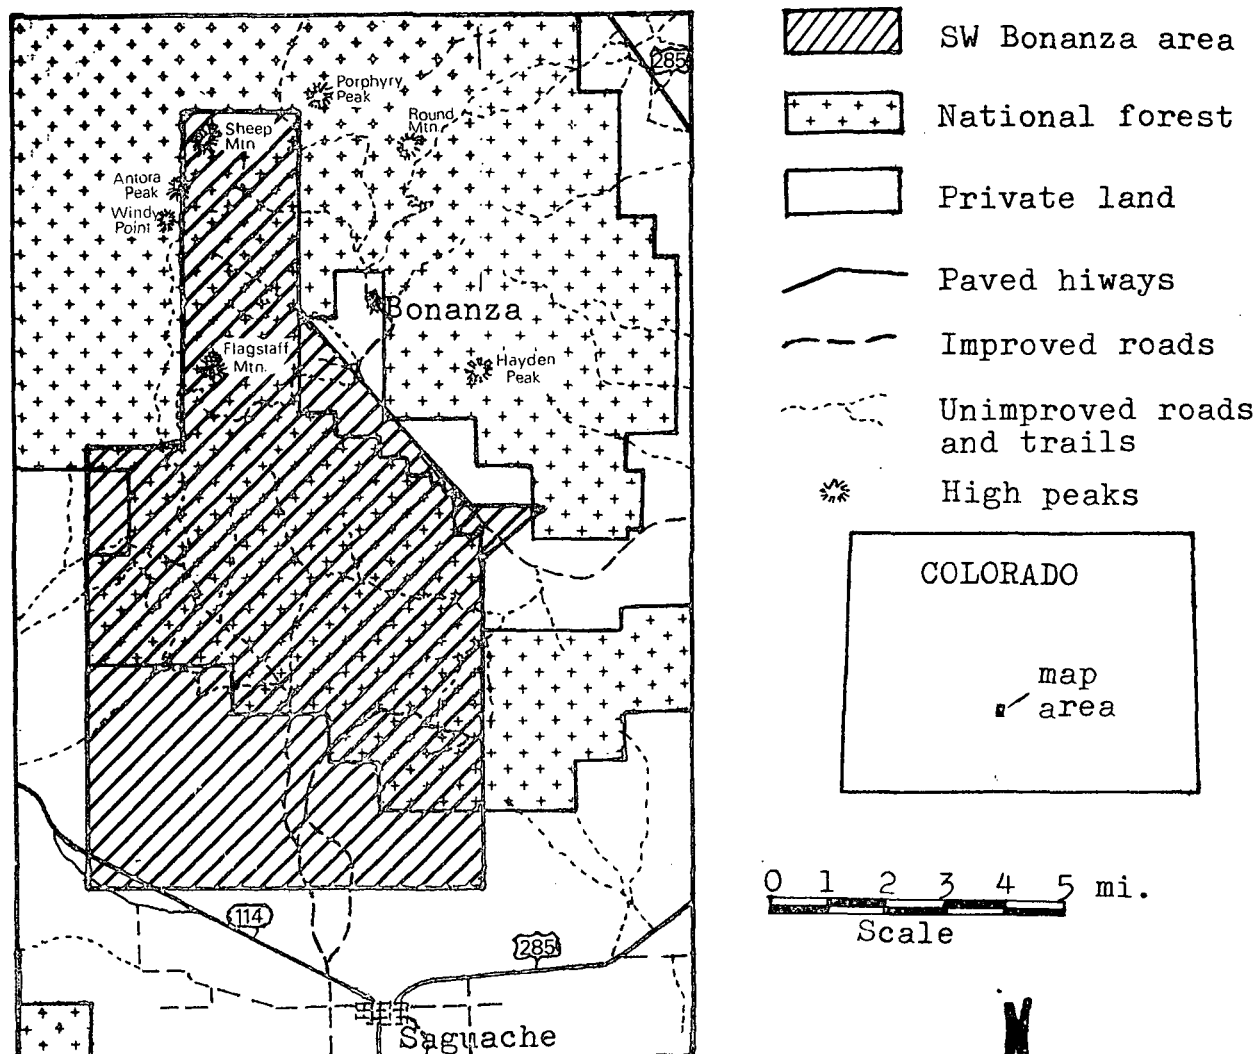 285
Porphyry
Peak
Round
Mtn.
Sheep
Mtn
Antora
Peak
Windy
Point
Bonanza
Flagstaff
Mtn.
Hayden
Peak
114
285
Saguache
SW Bonanza area
National forest
Private land
Paved hiways
Improved roads
Unimproved roads
and trails
High peaks
COLORADO
map
area
0 1 2 3 4 5 mi.
Scale